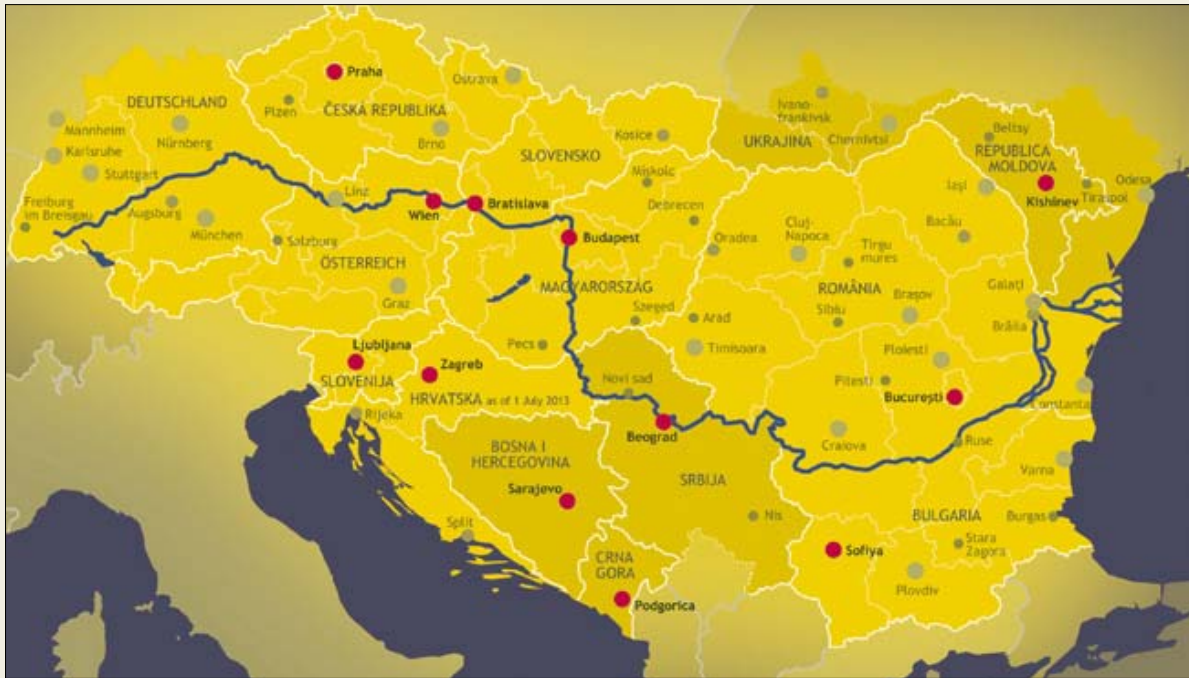 Praha
Ostrava
DEUTSCHLAND
Plzen
ČESKÁ REPUBLIKA
Mannheim
Nürnberg
Brno
Karlsruhe
Stuttgart
Kosice
SLOVENSKO
Ivano-
frankivsk
Chernivtsi
UKRAJINA
Beltsy
REPUBLICA
MOLDOVA
Kishinev
Tiraspol
Odesa
Freiburg
im Breisgau
Augsburg
München
Linz
Wien
Bratislava
Miskolc
Debrecen
Iaşi
Salzburg
Budapest
Oradea
Cluj-
Napoca
Tirgu
mures
Bacău
ÖSTERREICH
Graz
MAGYARORSZÁG
Szeged
Arad
ROMÂNIA
Sibiu
Braşov
Galaţi
Brăila
Ljubljana
SLOVENIJA
Zagreb
Pecs
Timisoara
Ploiesti
Pitesti
Bucureşti
Novi sad
HRVATSKA as of 1 July 2013
Rijeka
Beograd
Craiova
Ruse
Constanta
BOSNA I
HERCEGOVINA
Sarajevo
SRBIJA
Varna
Split
Nis
BULGARIA
Burgas
CRNA
GORA
Sofiya
Stara
Zagora
Plovdiv
Podgorica